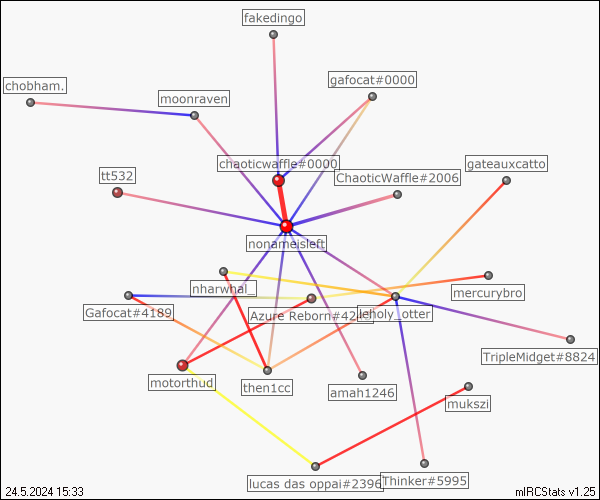 fakedingo
gafocat#0000
chobham.
moonraven
chaoticwaffle#0000
gateauxcatto
tt532
ChaoticWaffle#2006
nonameisleft
nharwhal_
mercurybro
Gafocat#4189
Azure Reborn#42
leholy_otter
TripleMidget#8824
motorthud
then1cc
amah1246
mukszi
lucas das oppai#2396
Thinker#5995
24.5.2024 15:33
mIRCStats v1.25